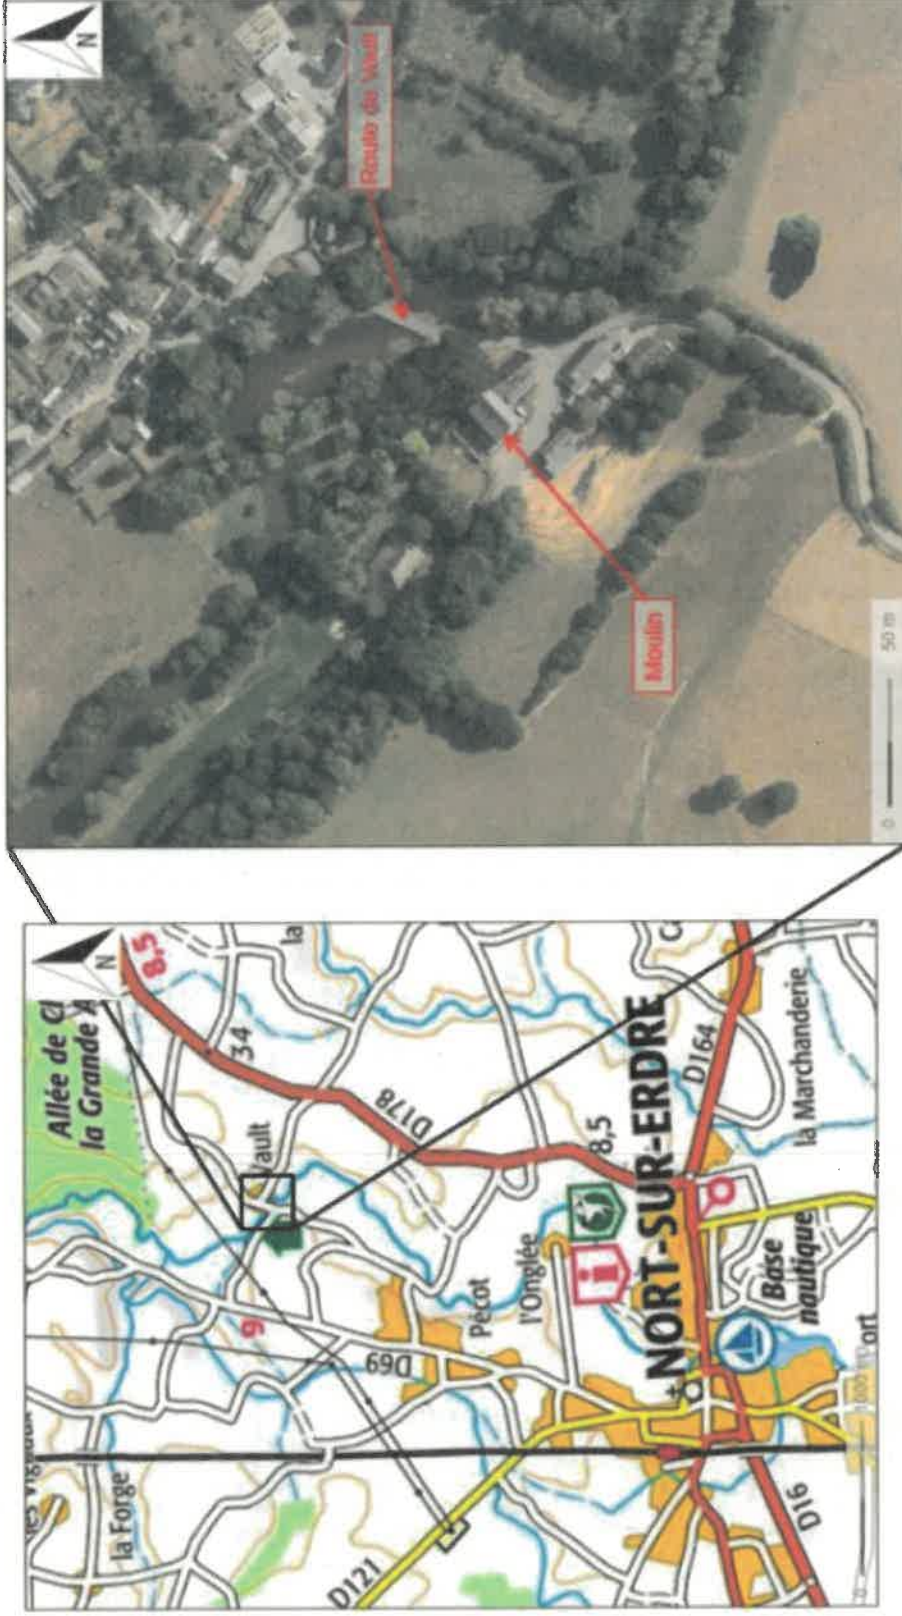 Allée de
la Grande
N
8,5
la
34
Vault
9
la Forge
D178
D69
Pécot
l'Onglée
8,5
D121
NORT-SUR-ERDRE
D164
la Marchanderie
Base
nautique
D16
N
Route de Vault
Moulin
0
50 m